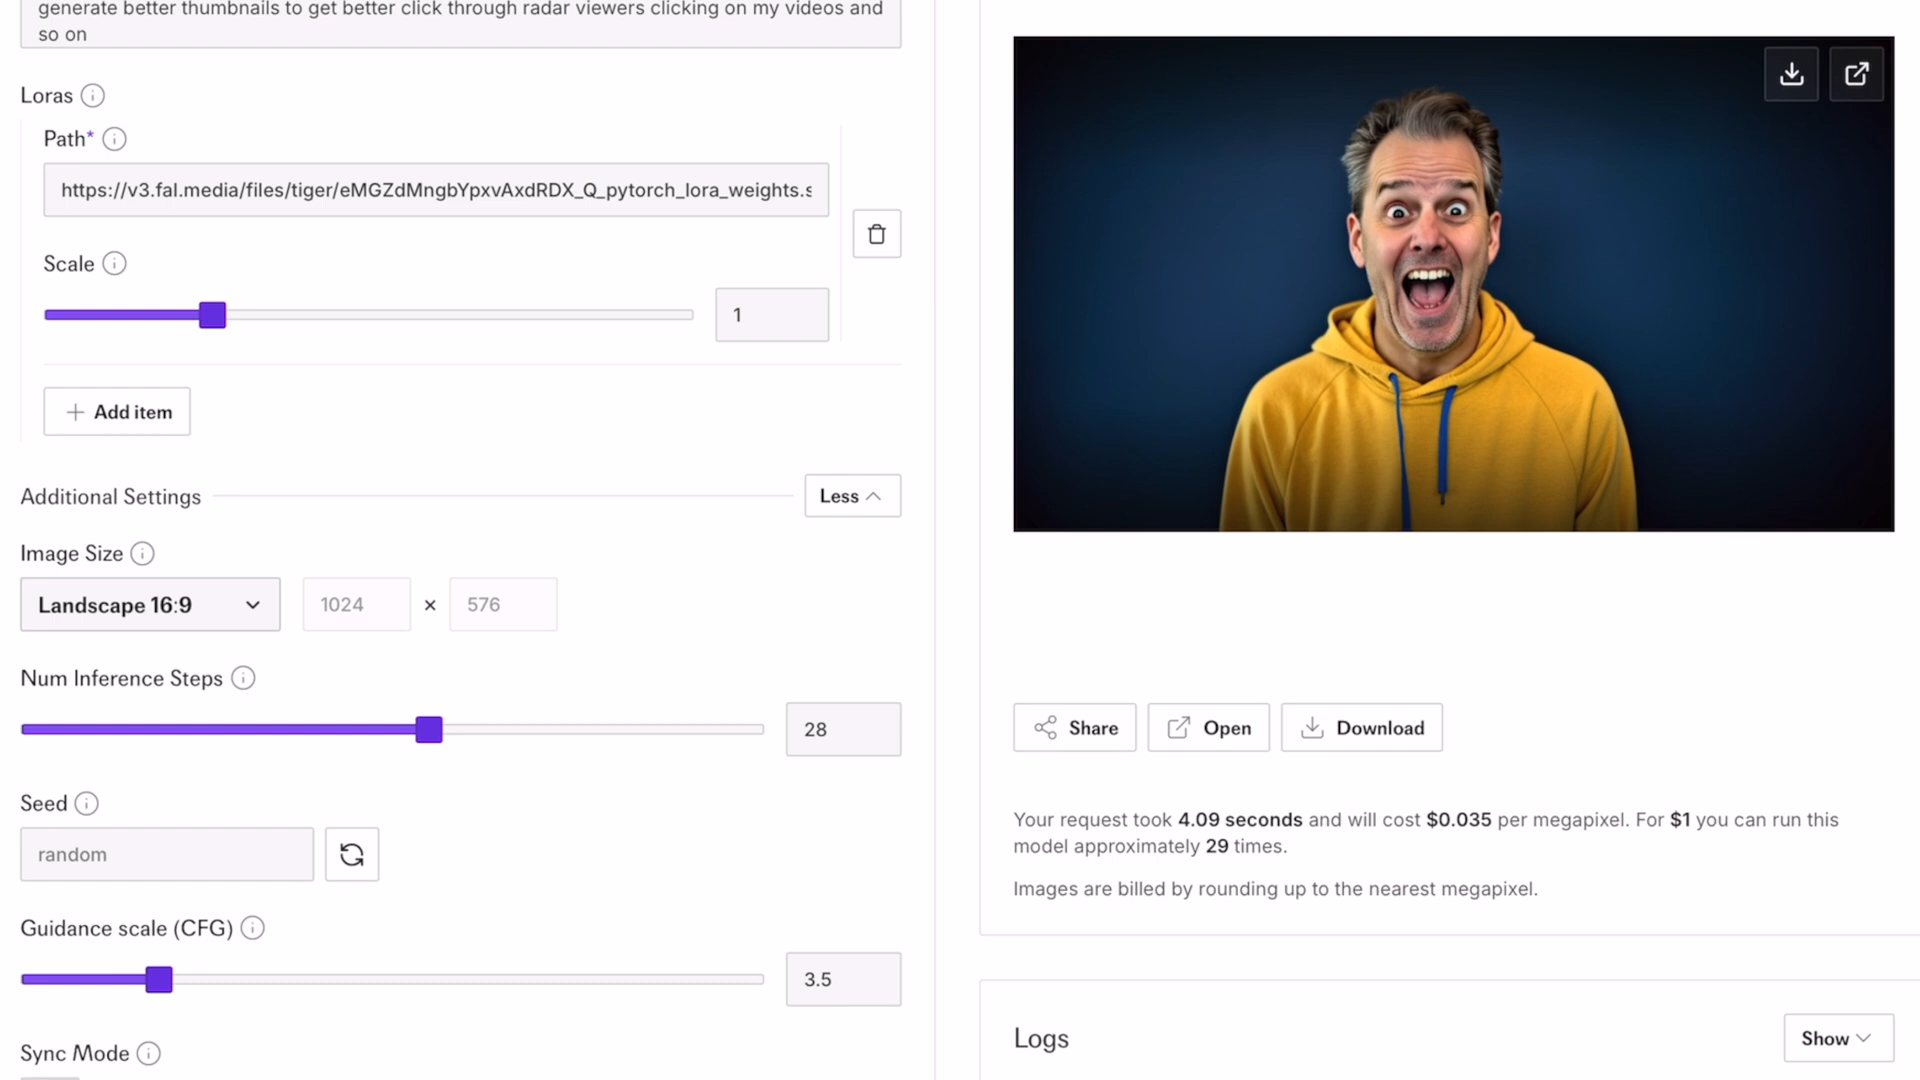 generate better thumbnails to get better click through radar viewers clicking on my videos and
so on
Loras
Path*
https://v3.fal.media/files/tiger/eMGZdMngbYpxvAxdRDX_Q_pytorch_lora_weights.s
Scale
1
Add item
Additional Settings
Less
Image Size
Landscape 16:9
1024
×
576
Num Inference Steps
28
Seed
random
Guidance scale (CFG)
3.5
Sync Mode
Share
Open
Download
Your request took 4.09 seconds and will cost $0.035 per megapixel. For $1 you can run this
model approximately 29 times.
Images are billed by rounding up to the nearest megapixel.
Logs
Show